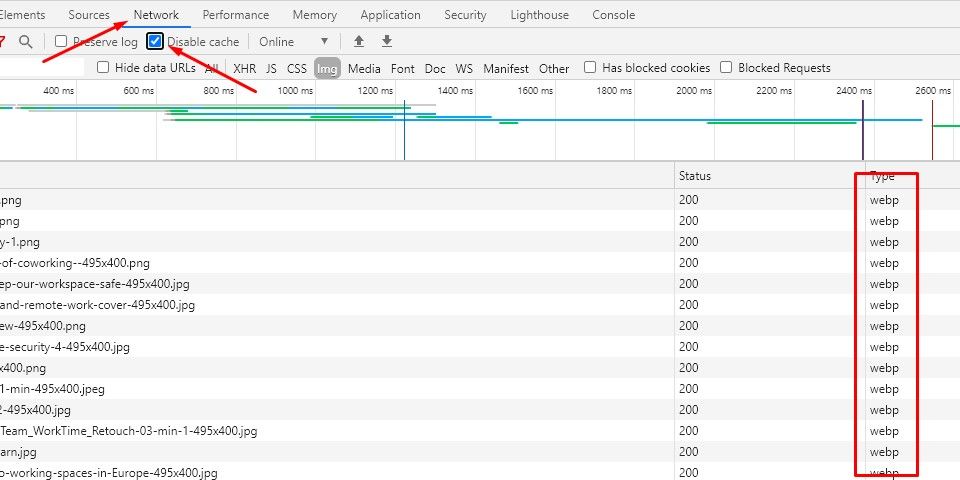 Elements Sources Network Performance Memory Application Security Lighthouse Console
Preserve log Disable cache Online
Hide data URLs All XHR JS CSS Img Media Font Doc WS Manifest Other Has blocked cookies Blocked Requests
400 ms 600 ms 800 ms 1000 ms 1200 ms 1400 ms 1600 ms 1800 ms 2000 ms 2200 ms 2400 ms 2600 ms
Status Type
.png 200 webp
png 200 webp
y-1.png 200 webp
-of-coworking--495x400.png 200 webp
ep-our-workspace-safe-495x400.jpg 200 webp
and-remote-work-cover-495x400.jpg 200 webp
ew-495x400.png 200 webp
e-security-4-495x400.jpg 200 webp
x400.png 200 webp
1-min-495x400.jpeg 200 webp
2-495x400.jpg 200 webp
Team_WorkTime_Retouch-03-min-1-495x400.jpg 200 webp
arn.jpg 200 webp
o-working-spaces-in-Europe-495x400.jpg 200 webp